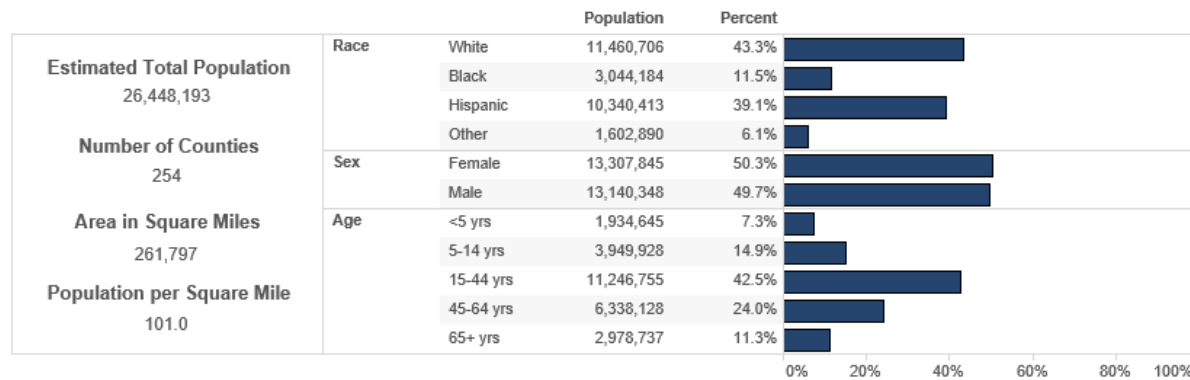 Population Percent
Estimated Total Population
26,448,193
Number of Counties
254
Area in Square Miles
261,797
Population per Square Mile
101.0
Race White 11,460,706 43.3%
Black 3,044,184 11.5%
Hispanic 10,340,413 39.1%
Other 1,602,890 6.1%
Sex Female 13,307,845 50.3%
Male 13,140,348 49.7%
Age <5 yrs 1,934,645 7.3%
5-14 yrs 3,949,928 14.9%
15-44 yrs 11,246,755 42.5%
45-64 yrs 6,338,128 24.0%
65+ yrs 2,978,737 11.3%
0% 20% 40% 60% 80% 100%